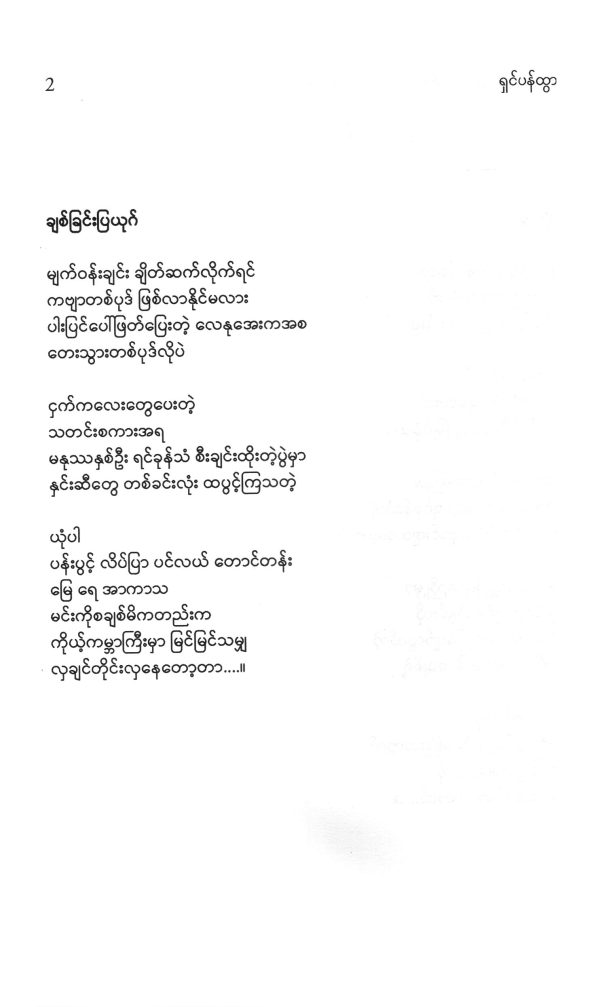 2
ရှင်ပန်ထွာ
ချစ်ခြင်းပြယုဂ်
မျက်ဝန်းချင်း ချိတ်ဆက်လိုက်ရင်
ကဗျာတစ်ပုဒ် ဖြစ်လာနိုင်မလား
ပါးပြင်ပေါ်ဖြတ်ပြေးတဲ့ လေနုအေးကအစ
တေးသွားတစ်ပုဒ်လိုပဲ
ငှက်ကလေးတွေပေးတဲ့
သတင်းစကားအရ
မနုဿနှစ်ဦး ရင်ခုန်သံ စီးချင်းထိုးတဲ့ပွဲမှာ
နှင်းဆီတွေ တစ်ခင်းလုံး ထပွင့်ကြသတဲ့
ယုံပါ
ပန်းပွင့် လိပ်ပြာ ပင်လယ် တောင်တန်း
မြေ ရေ အာကာသ
မင်းကိုစချစ်မိကတည်းက
ကိုယ့်ကမ္ဘာကြီးမှာ မြင်မြင်သမျှ
လှချင်တိုင်းလှနေတော့တာ....။